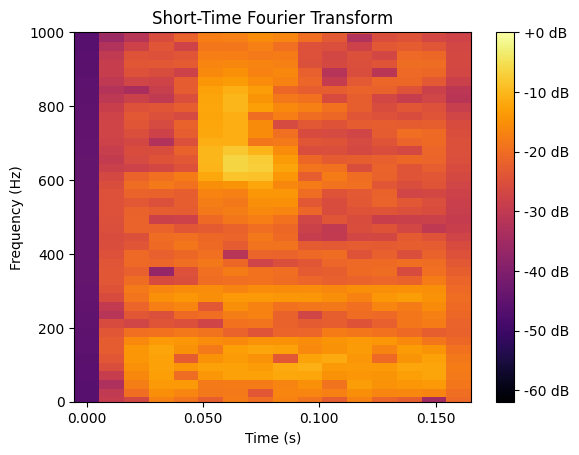 Short-Time Fourier Transform
1000
800
600
400
200
0
Frequency (Hz)
0.000
0.050
0.100
0.150
Time (s)
+0 dB
-10 dB
-20 dB
-30 dB
-40 dB
-50 dB
-60 dB